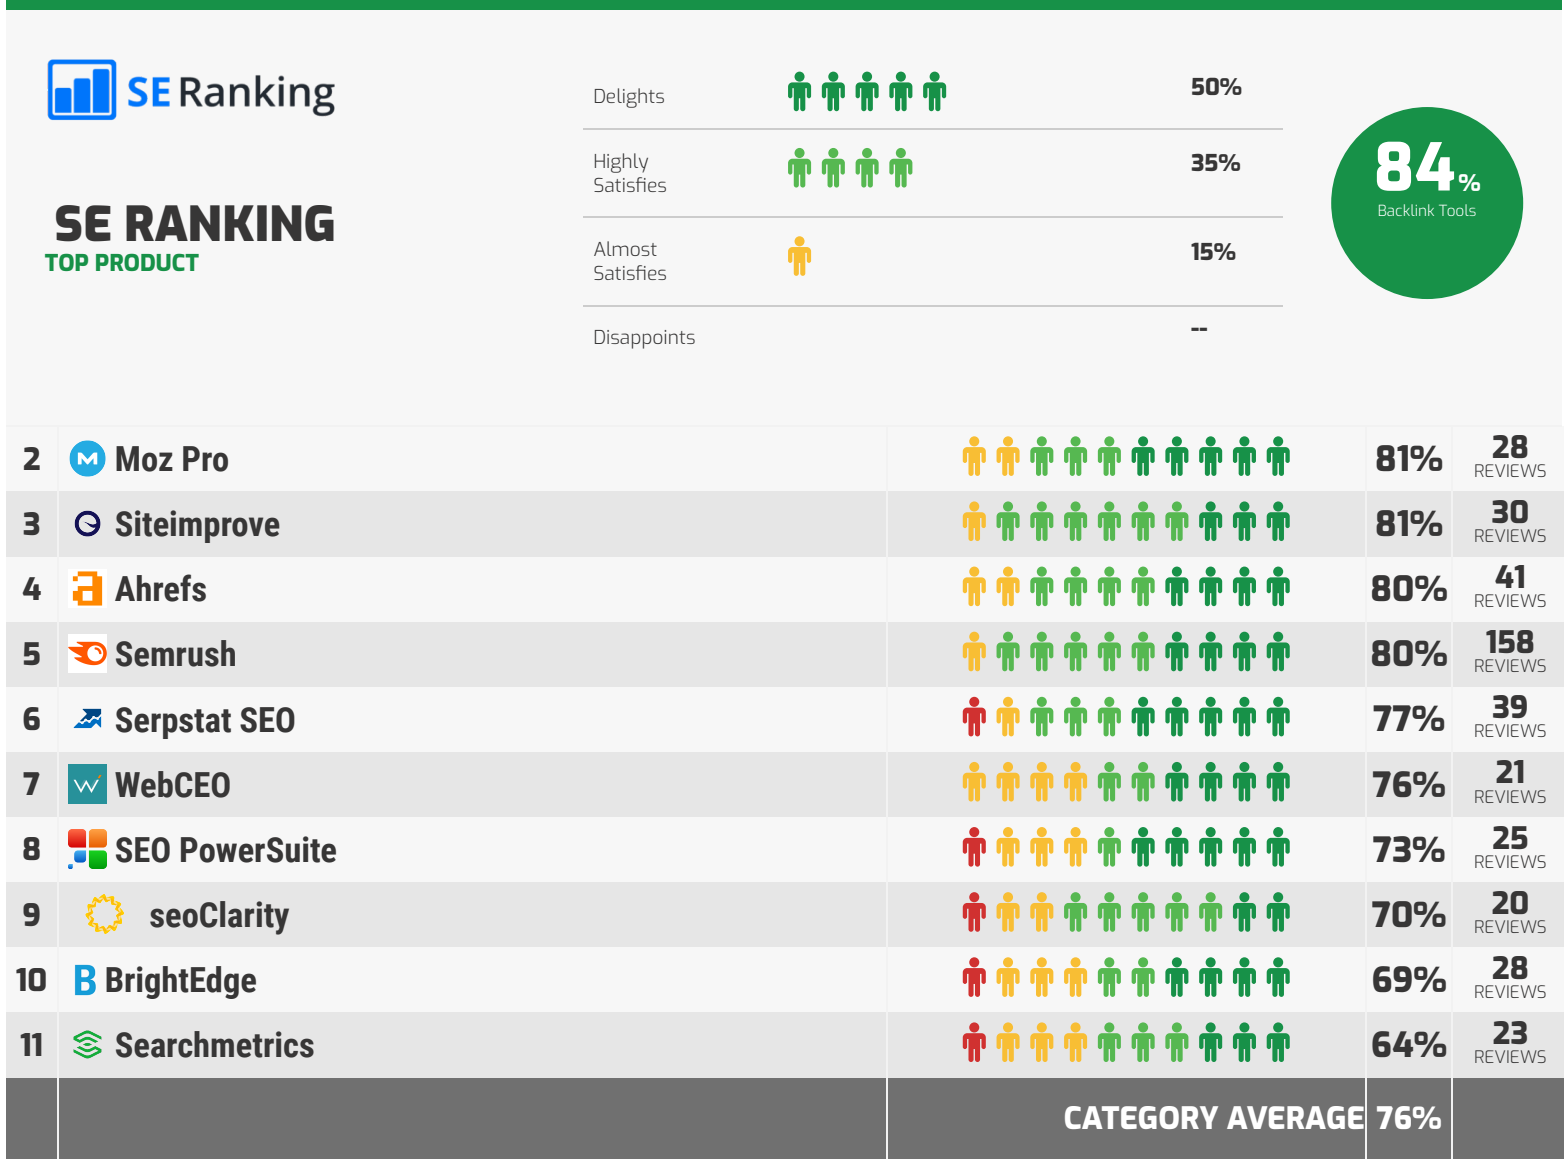 SE Ranking
SE RANKING
TOP PRODUCT
Delights 50%
Highly
Satisfies 35%
Almost
Satisfies 15%
Disappoints --
84%
Backlink Tools
2 Moz Pro 81% 28
REVIEWS
3 Siteimprove 81% 30
REVIEWS
4 a Ahrefs 80% 41
REVIEWS
5 Semrush 80% 158
REVIEWS
6 Serpstat SEO 77% 39
REVIEWS
7 W WebCEO 76% 21
REVIEWS
8 SEO PowerSuite 73% 25
REVIEWS
9 seoClarity 70% 20
REVIEWS
10 B BrightEdge 69% 28
REVIEWS
11 Searchmetrics 64% 23
REVIEWS
CATEGORY AVERAGE 76%